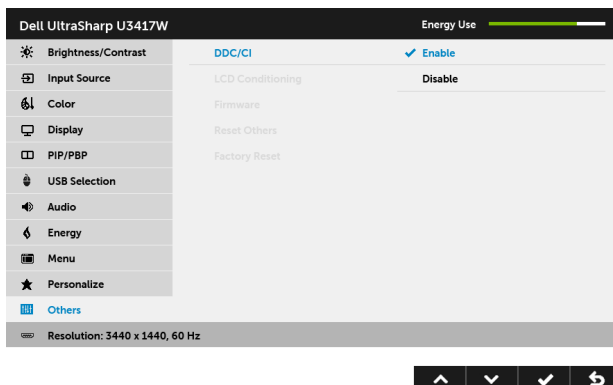 Dell UltraSharp U3417W
Energy Use
Brightness/Contrast
DDC/CI
Enable
Input Source
LCD Conditioning
Disable
Color
Firmware
Display
Reset Others
PIP/PBP
Factory Reset
USB Selection
Audio
Energy
Menu
Personalize
Others
Resolution: 3440 x 1440, 60 Hz